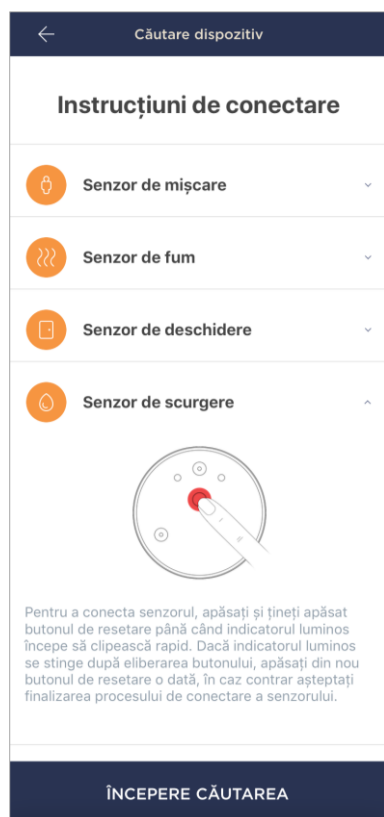 Căutare dispozitiv
Instrucțiuni de conectare
Senzor de mișcare
Senzor de fum
Senzor de deschidere
Senzor de scurgere
Pentru a conecta senzorul, apăsați și țineți apăsat
butonul de resetare până când indicatorul luminos
începe să clipească rapid. Dacă indicatorul luminos
se stinge după eliberarea butonului, apăsați din nou
butonul de resetare o dată, în caz contrar așteptați
finalizarea procesului de conectare a senzorului.
ÎNCEPERE CĂUTAREA